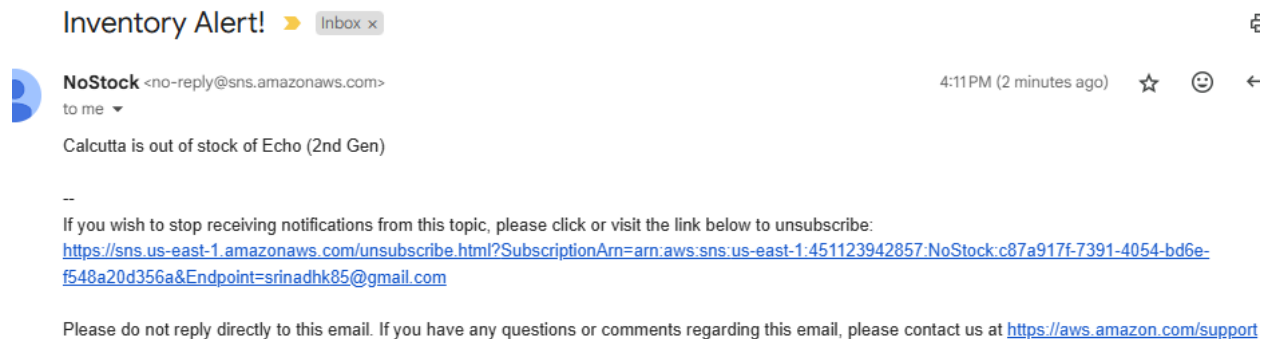 Inventory Alert!
Inbox x
NoStock <no-reply@sns.amazonaws.com>
4:11 PM (2 minutes ago)
to me
Calcutta is out of stock of Echo (2nd Gen)
--
If you wish to stop receiving notifications from this topic, please click or visit the link below to unsubscribe:
https://sns.us-east-1.amazonaws.com/unsubscribe.html?SubscriptionArn=arn:aws:sns:us-east-1:451123942857:NoStock:c87a917f-7391-4054-bd6e-
f548a20d356a&Endpoint=srinadhk85@gmail.com
Please do not reply directly to this email. If you have any questions or comments regarding this email, please contact us at https://aws.amazon.com/support